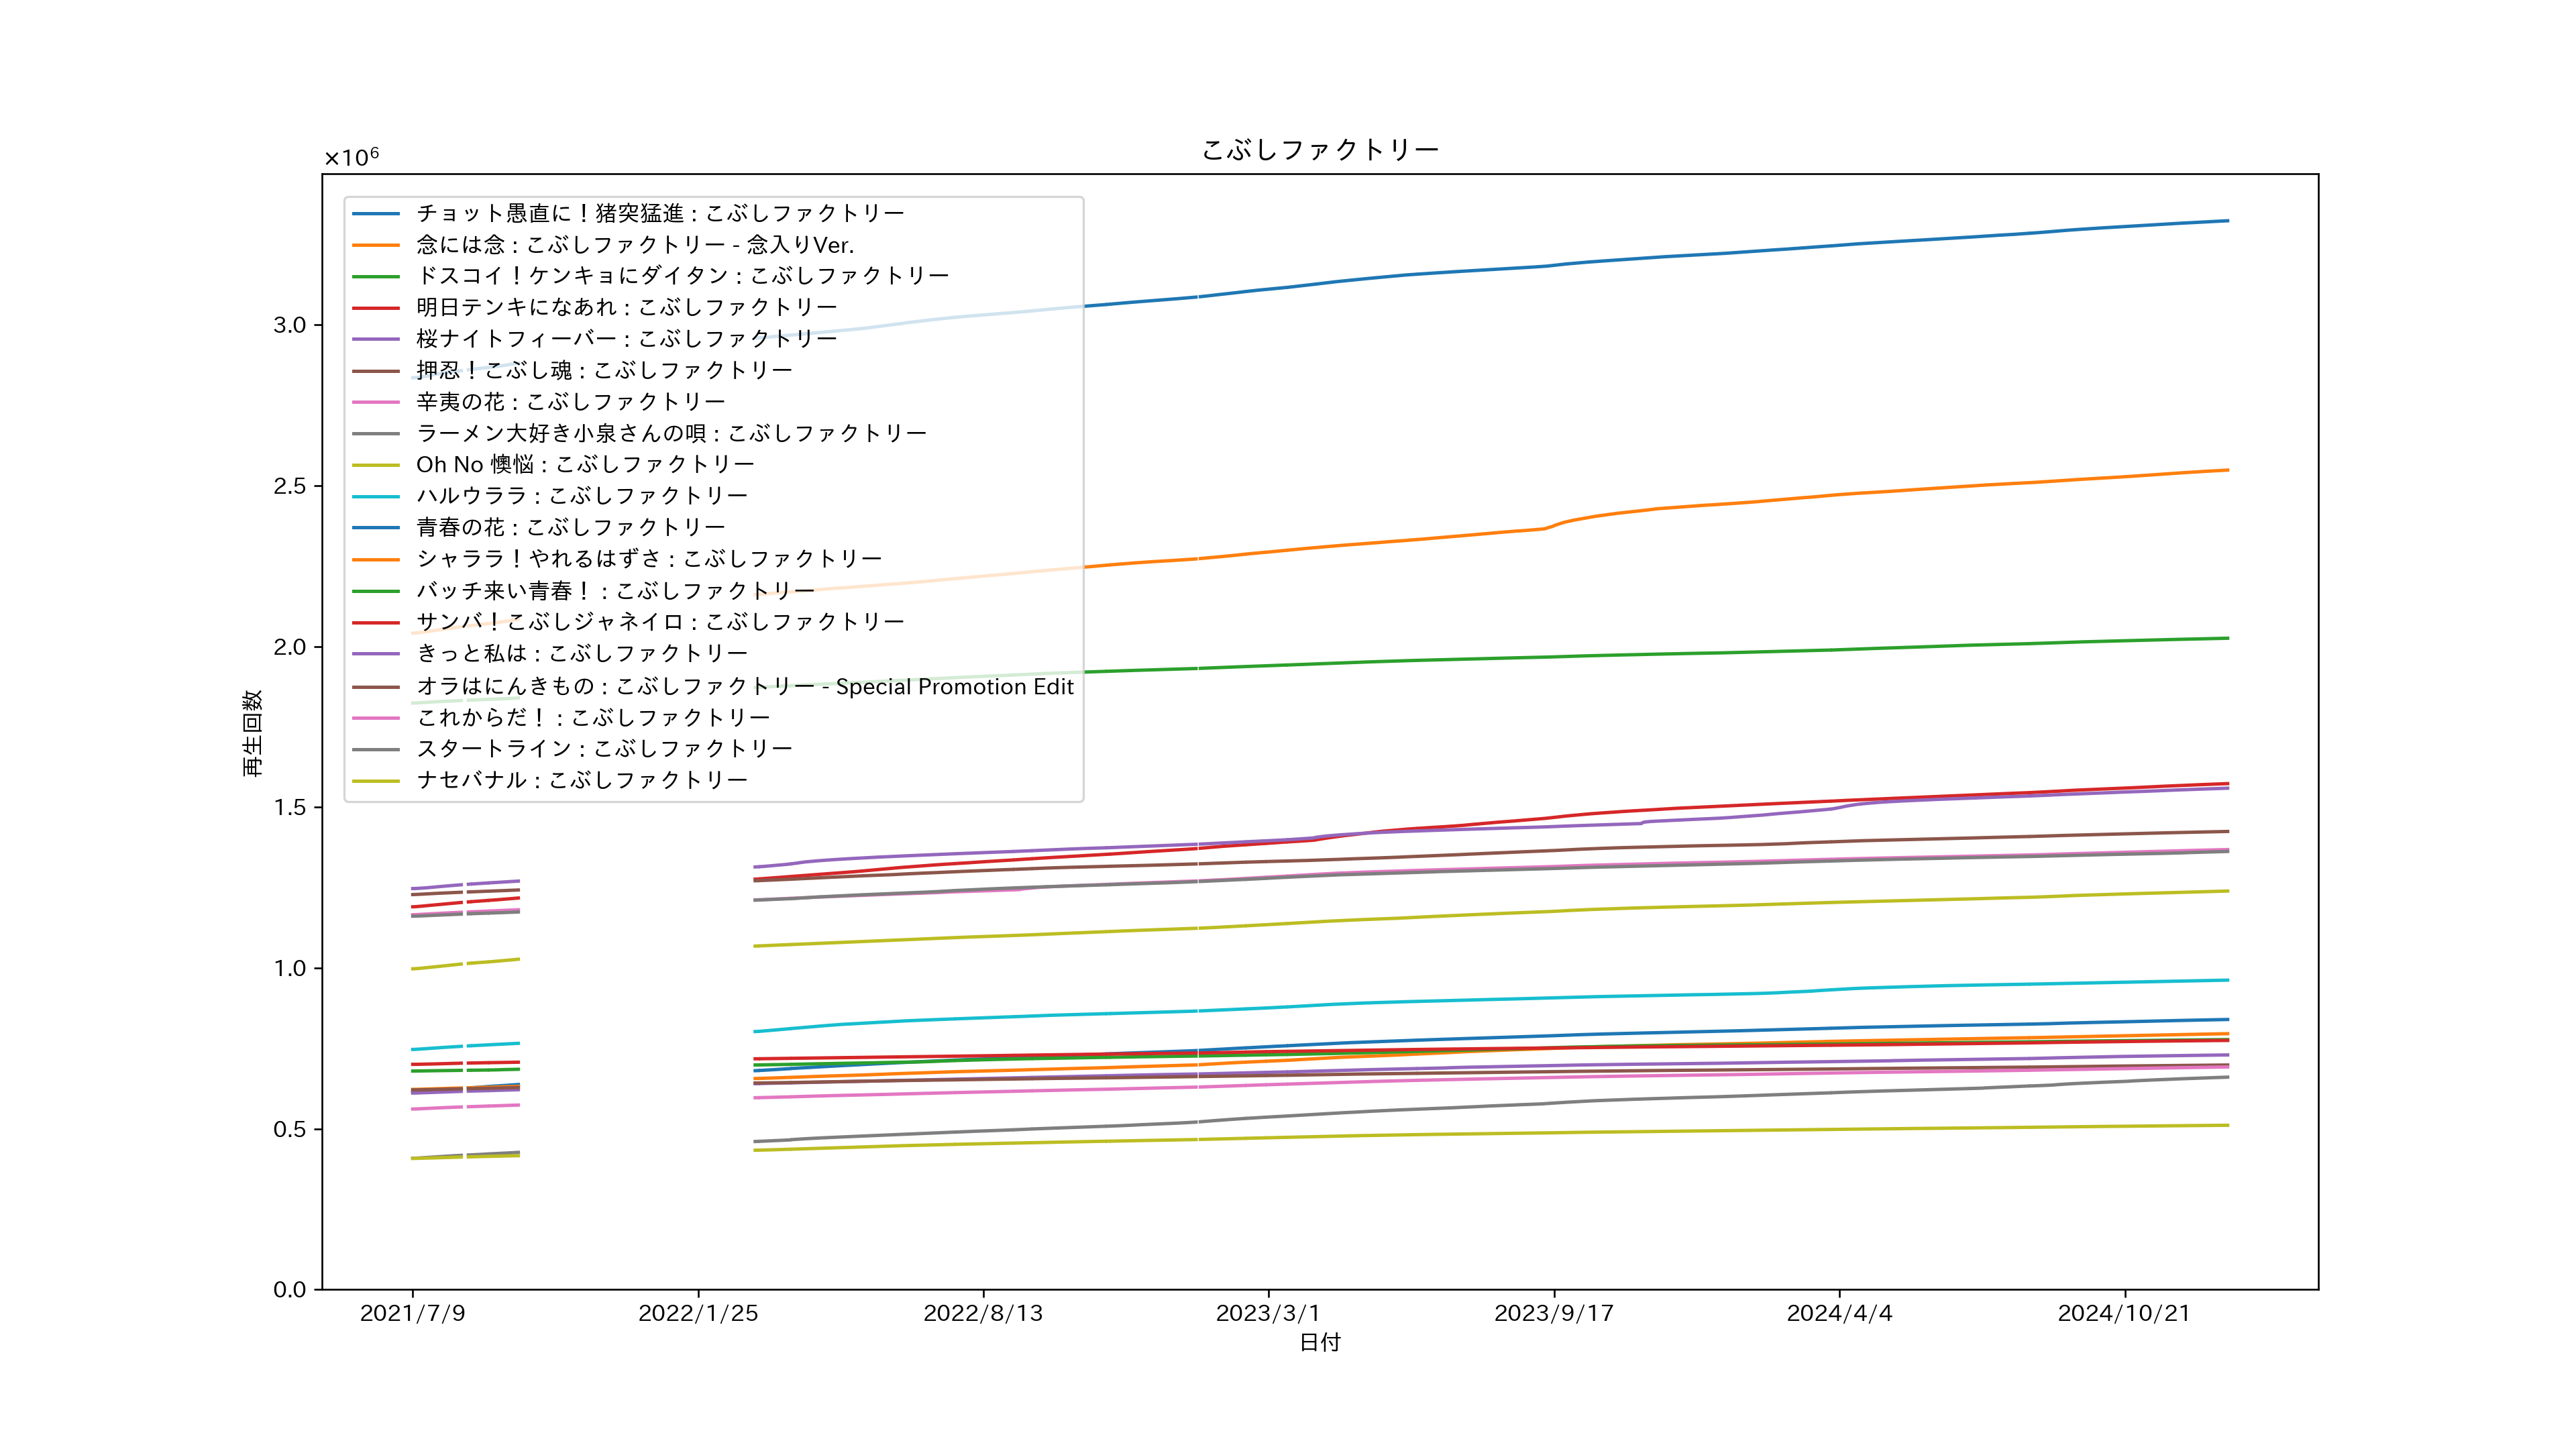 こぶしファクトリー
×10⁶
チョット愚直に！猪突猛進 : こぶしファクトリー
念には念 : こぶしファクトリー - 念入りVer.
ドスコイ！ケンキョにダイタン : こぶしファクトリー
明日テンキになあれ : こぶしファクトリー
桜ナイトフィーバー : こぶしファクトリー
押忍！こぶし魂 : こぶしファクトリー
辛夷の花 : こぶしファクトリー
ラーメン大好き小泉さんの唄 : こぶしファクトリー
Oh No 懊悩 : こぶしファクトリー
ハルウララ : こぶしファクトリー
青春の花 : こぶしファクトリー
シャララ！やれるはずさ : こぶしファクトリー
バッチ来い青春！ : こぶしファクトリー
サンバ！こぶしジャネイロ : こぶしファクトリー
きっと私は : こぶしファクトリー
オラはにんきもの : こぶしファクトリー - Special Promotion Edit
これからだ！ : こぶしファクトリー
スタートライン : こぶしファクトリー
ナセバナル : こぶしファクトリー
3.0
2.5
2.0
1.5
1.0
0.5
0.0
再生回数
2021/7/9
2022/1/25
2022/8/13
2023/3/1
2023/9/17
2024/4/4
2024/10/21
日付